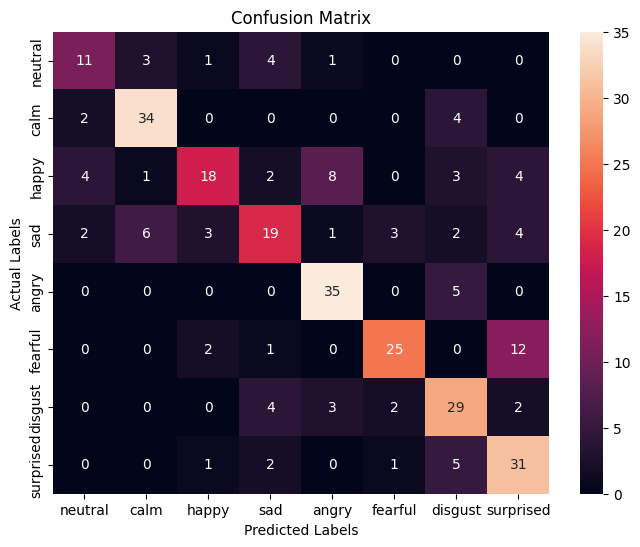 Confusion Matrix
Actual Labels
neutral 11 3 1 4 1 0 0 0
calm 2 34 0 0 0 0 4 0
happy 4 1 18 2 8 0 3 4
sad 2 6 3 19 1 3 2 4
angry 0 0 0 0 35 0 5 0
fearful 0 0 2 1 0 25 0 12
disgust 0 0 0 4 3 2 29 2
surprised 0 0 1 2 0 1 5 31
neutral calm happy sad angry fearful disgust surprised
Predicted Labels
35
30
25
20
15
10
5
0